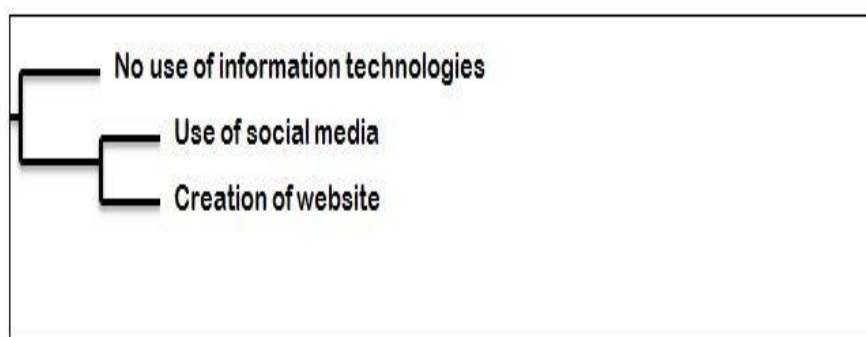 No use of information technologies
Use of social media
Creation of website